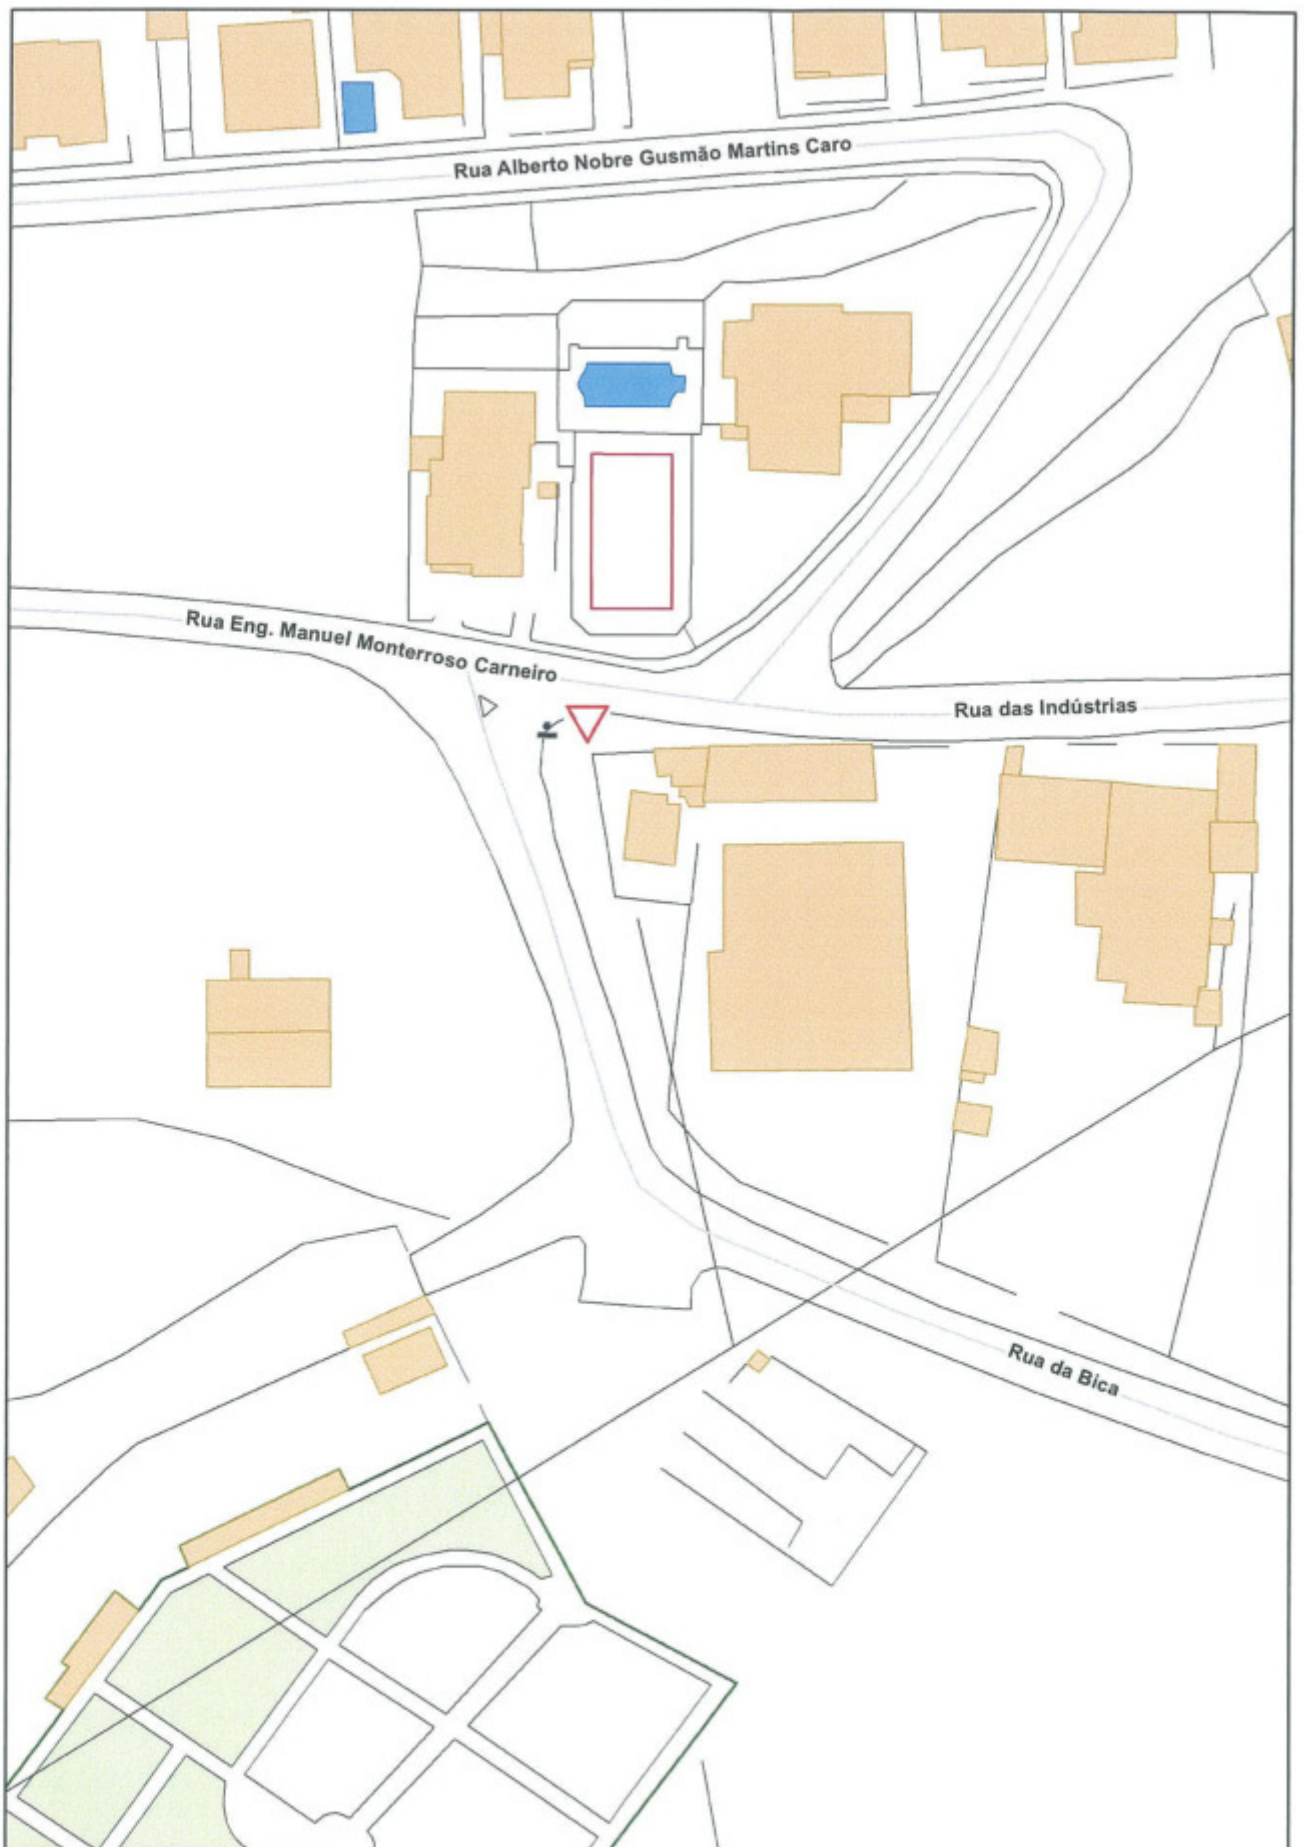 Rua Alberto Nobre Gusmão Martins Caro
Rua Eng. Manuel Monterroso Carneiro
Rua das Indústrias
Rua da Bica